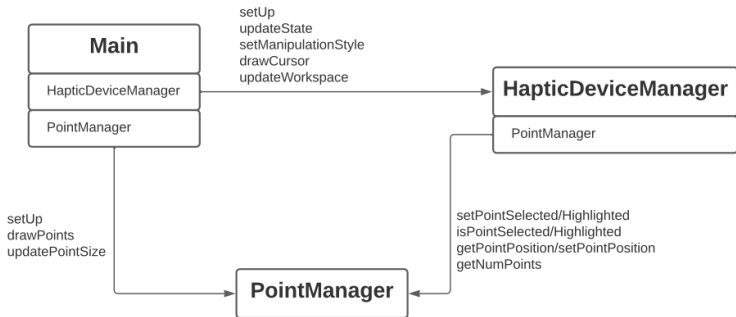 setUp
updateState
setManipulationStyle
drawCursor
updateWorkspace
Main
HapticDeviceManager
PointManager
HapticDeviceManager
PointManager
setUp
drawPoints
updatePointSize
setPointSelected/Highlighted
isPointSelected/Highlighted
getPointPosition/setPointPosition
getNumPoints
PointManager